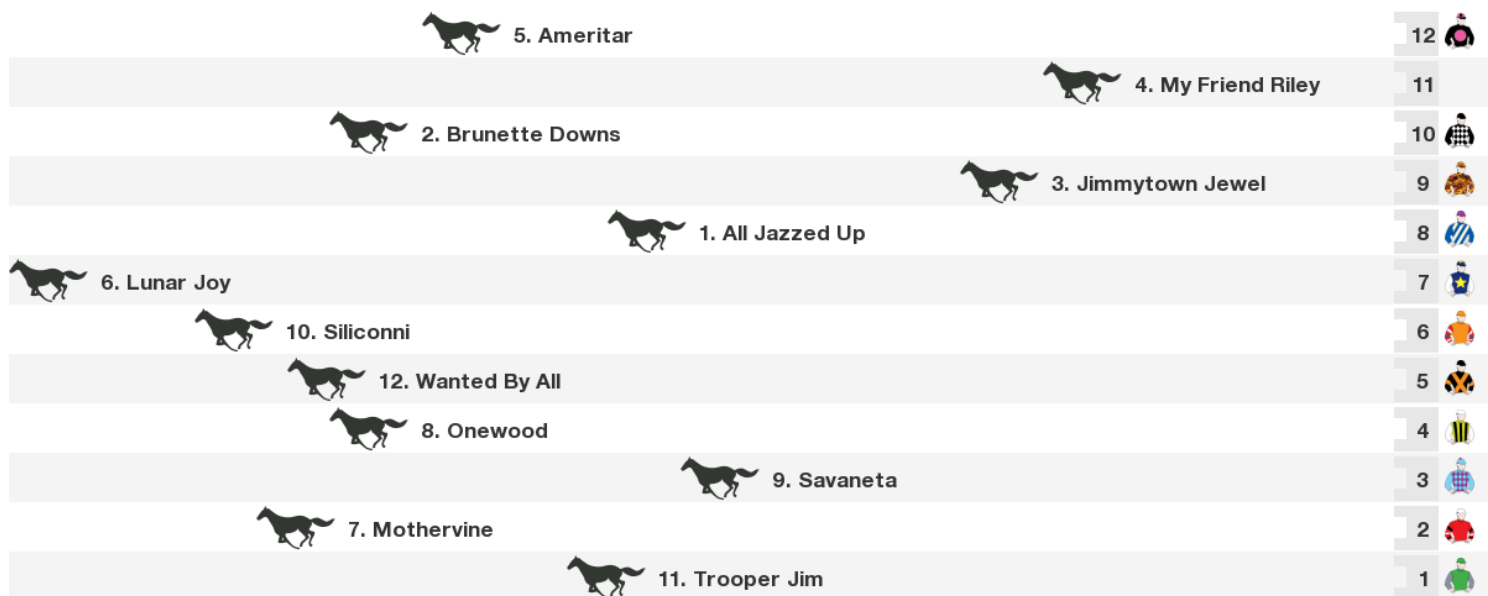 5. Ameritar 12
4. My Friend Riley 11
2. Brunette Downs 10
3. Jimmytown Jewel 9
1. All Jazzed Up 8
6. Lunar Joy 7
10. Siliconni 6
12. Wanted By All 5
8. Onewood 4
9. Savaneta 3
7. Mothervine 2
11. Trooper Jim 1